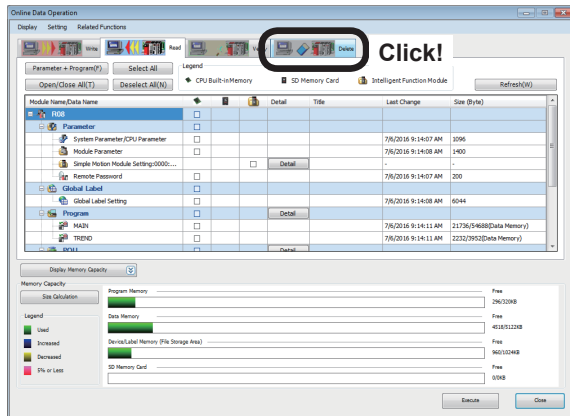 Online Data Operation
Display Setting Related Functions
Write Read Delete
Click!
Parameter + Program(F) Select All Legend
CPU Built-in Memory SD Memory Card Intelligent Function Module
Open/Close All(T) Deselect All(N) Refresh(W)
Module Name/Data Name Detail Title Last Change Size (Byte)
R08
Parameter
System Parameter/CPU Parameter 7/6/2016 9:14:07 AM 1096
Module Parameter 7/6/2016 9:14:08 AM 1400
Simple Motion Module Setting:0000:... Detail - -
Remote Password 7/6/2016 9:14:07 AM 200
Global Label
Global Label Setting 7/6/2016 9:14:08 AM 6044
Program Detail
MAIN 7/6/2016 9:14:11 AM 21736/54688(Data Memory)
TREND 7/6/2016 9:14:11 AM 2232/3952(Data Memory)
POU Detail
Display Memory Capacity
Memory Capacity
Size Calculation
Program Memory Free
296/320KB
Legend
Used
Increased
Decreased
5% or Less
Data Memory Free
4518/5122KB
Device/Label Memory (File Storage Area) Free
960/1024KB
SD Memory Card Free
0/0KB
Execute Close